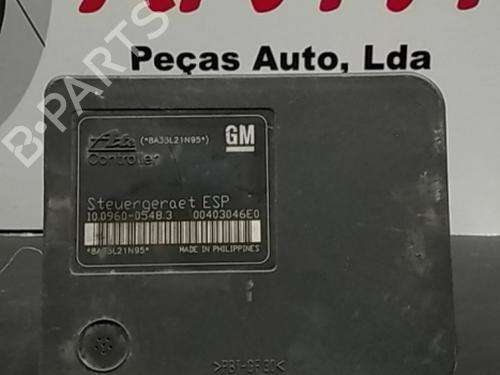 Peças Auto, Lda
B-PARTS
Ate (*8A35L21N95*) GM
Controller
Steuergeraet ESP
10.0960-0548.3 00403046E0
*8A35L21N95* MADE IN PHILIPPINES
>PBT-GF30<